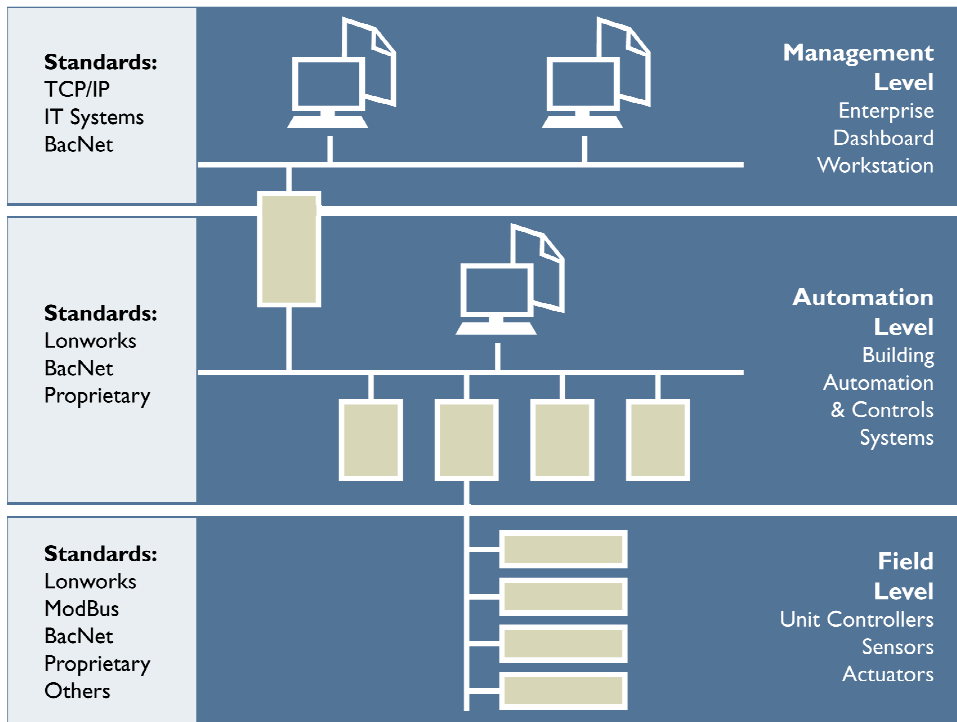 Standards:
TCP/IP
IT Systems
BacNet
Management
Level
Enterprise
Dashboard
Workstation
Standards:
Lonworks
BacNet
Proprietary
Automation
Level
Building
Automation
& Controls
Systems
Standards:
Lonworks
ModBus
BacNet
Proprietary
Others
Field
Level
Unit Controllers
Sensors
Actuators